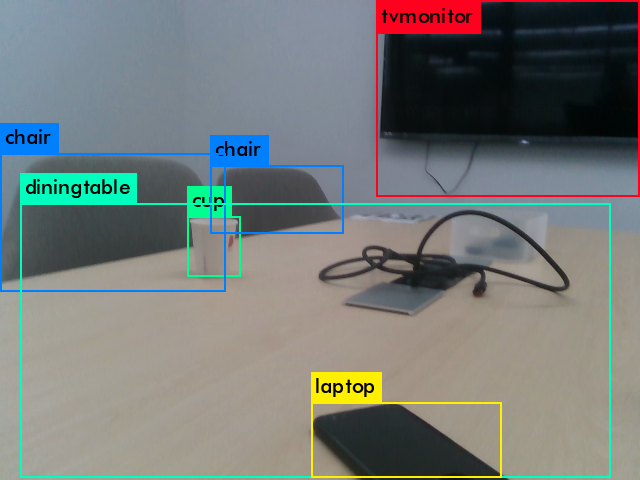 tvmonitor
chair
chair
diningtable
cup
laptop